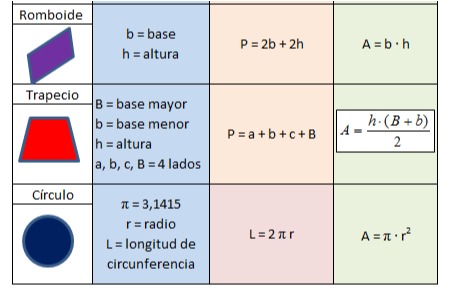 Romboide
b = base
h = altura
P = 2b + 2h
A = b · h
Trapecio
B = base mayor
b = base menor
h = altura
a, b, c, B = 4 lados
P = a + b + c + B
A = h · (B + b) / 2
Círculo
π = 3,1415
r = radio
L = longitud de
circunferencia
L = 2 π r
A = π · r²